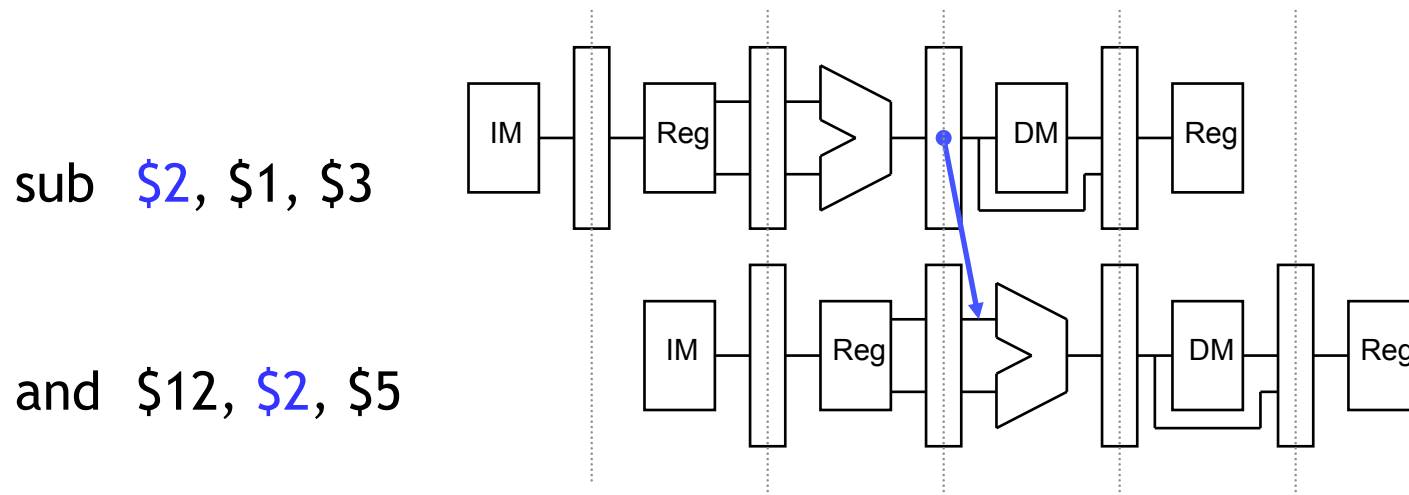 IM Reg DM Reg
sub $2, $1, $3
IM Reg DM Reg
and $12, $2, $5